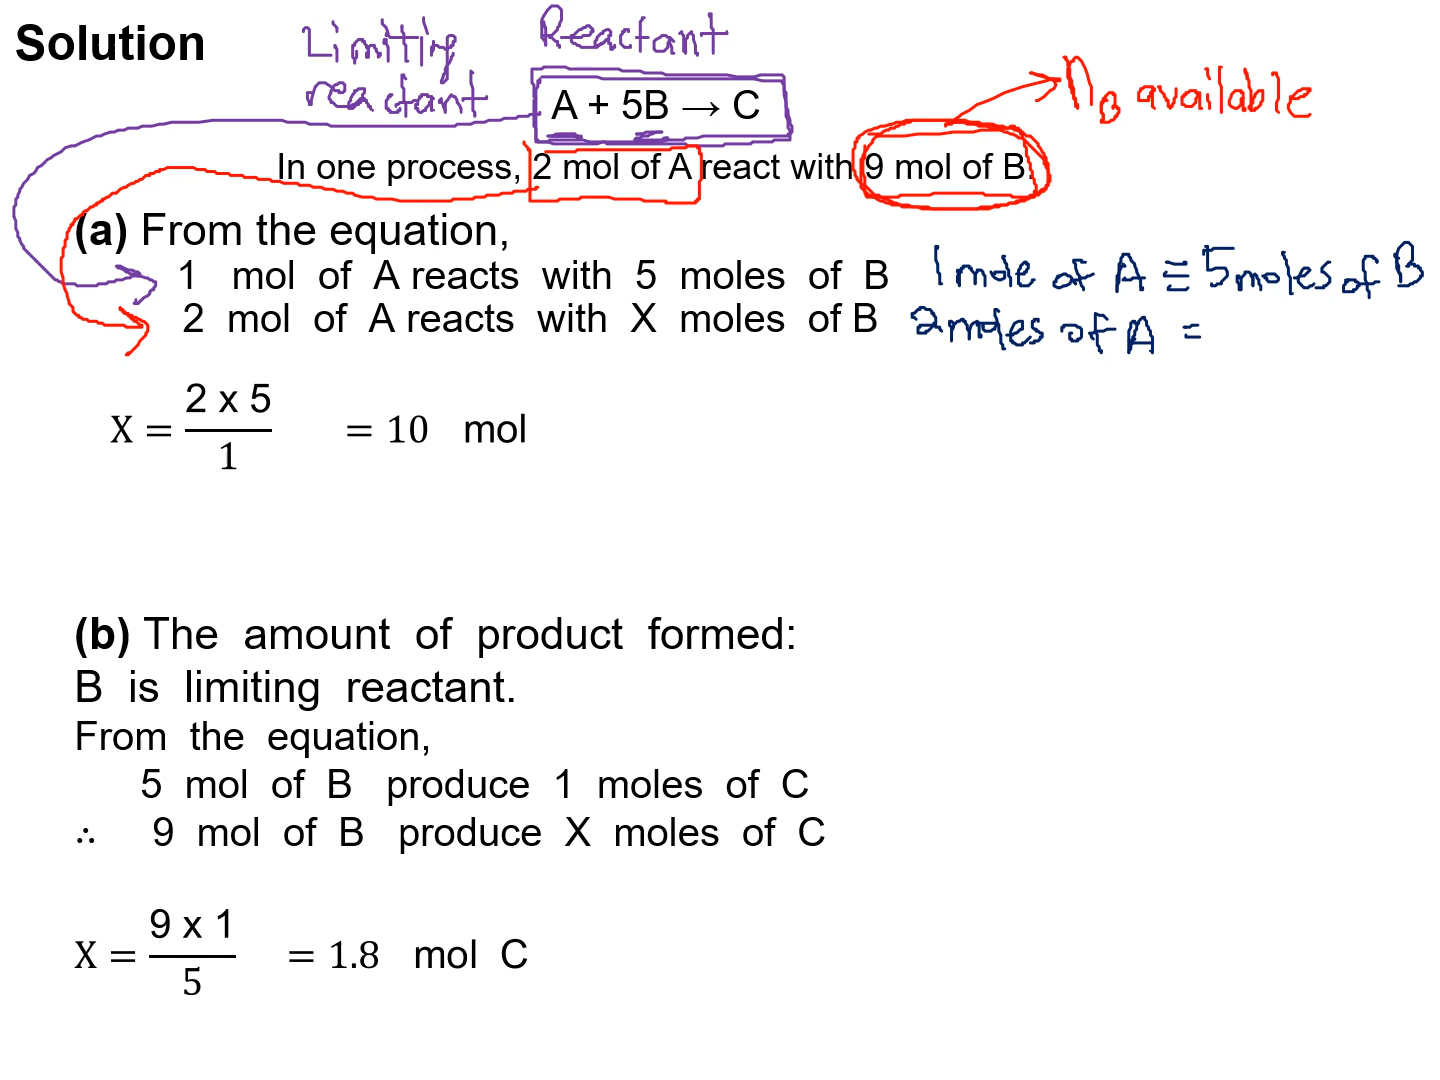 Solution
Limiting
reactant
Reactant
A + 5B → C
n_B available
In one process, 2 mol of A react with 9 mol of B.
(a) From the equation,
1 mol of A reacts with 5 moles of B
1 mole of A ≡ 5 moles of B
2 mol of A reacts with X moles of B
2 moles of A =
X = 2 x 5 / 1 = 10 mol
(b) The amount of product formed:
B is limiting reactant.
From the equation,
5 mol of B produce 1 moles of C
∴ 9 mol of B produce X moles of C
X = 9 x 1 / 5 = 1.8 mol C